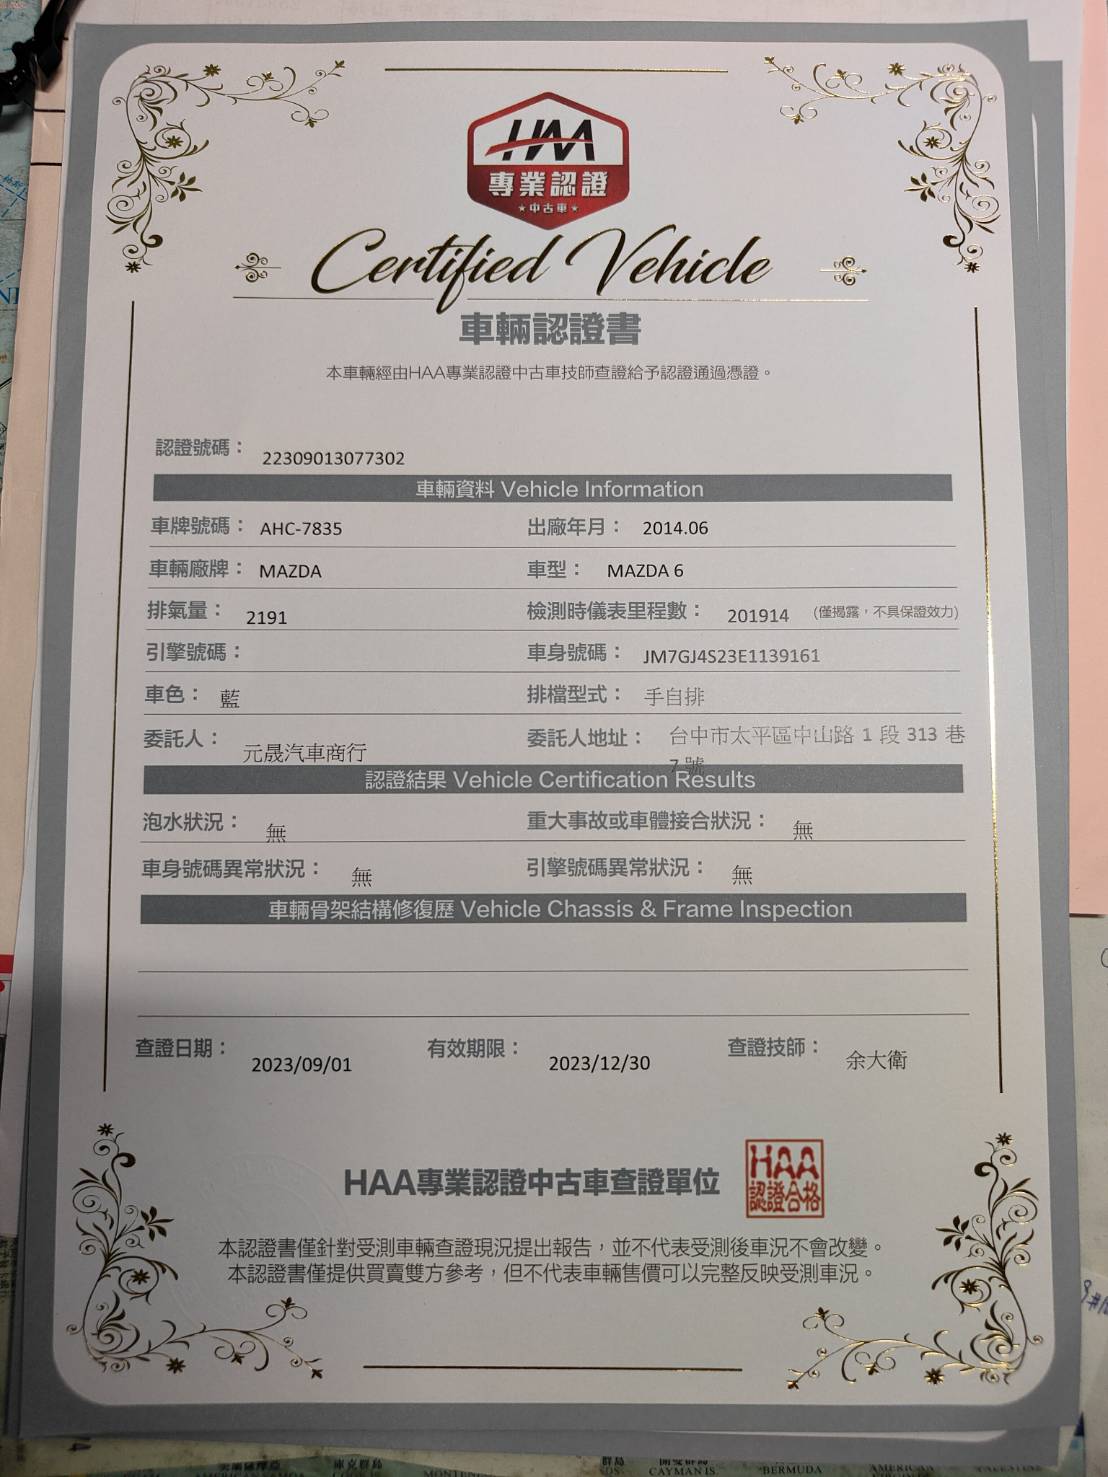 HAA
專業認證
★中古車★
Certified Vehicle
車輛認證書
本車輛經由HAA專業認證中古車技師查證給予認證通過憑證。
認證號碼： 22309013077302
車輛資料 Vehicle Information
車牌號碼： AHC-7835 出廠年月： 2014.06
車輛廠牌： MAZDA 車型： MAZDA 6
排氣量： 2191 檢測時儀表里程數： 201914 (僅揭露，不具保證效力)
引擎號碼： 車身號碼： JM7GJ4S23E1139161
車色： 藍 排檔型式： 手自排
委託人： 元晟汽車商行 委託人地址： 台中市太平區中山路 1 段 313 巷
7 號
認證結果 Vehicle Certification Results
泡水狀況： 無 重大事故或車體接合狀況： 無
車身號碼異常狀況： 無 引擎號碼異常狀況： 無
車輛骨架結構修復歷 Vehicle Chassis & Frame Inspection
查證日期： 2023/09/01 有效期限： 2023/12/30 查證技師： 余大衛
HAA專業認證中古車查證單位
HAA
認證合格
本認證書僅針對受測車輛查證現況提出報告，並不代表受測後車況不會改變。
本認證書僅提供買賣雙方參考，但不代表車輛售價可以完整反映受測車況。
CAYMAN IS.
BERMUDA